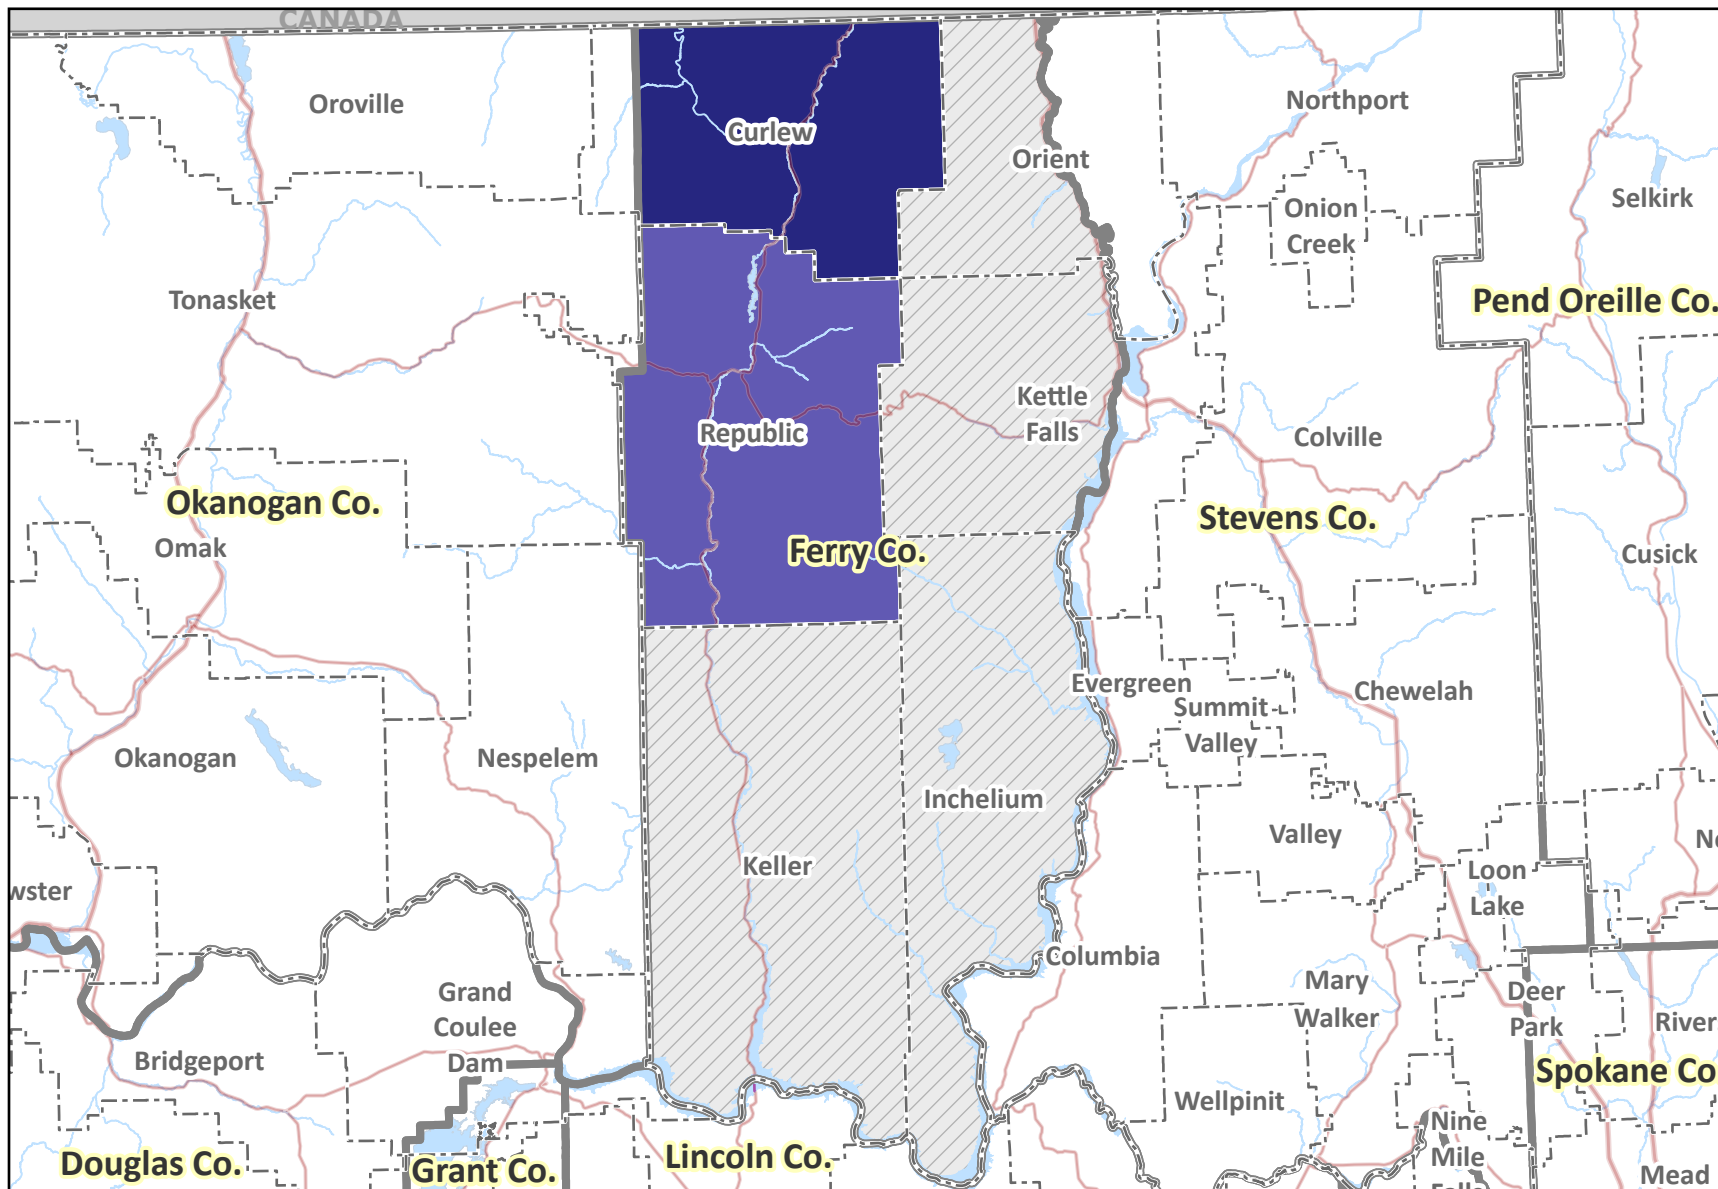 CANADA
Oroville
Curlew
Northport
Orient
Selkirk
Onion
Creek
Tonasket
Pend Oreille Co.
Kettle
Falls
Republic
Colville
Okanogan Co.
Stevens Co.
Omak
Ferry Co.
Cusick
Evergreen
Chewelah
Summit
Valley
Okanogan
Nespelem
Inchelium
Valley
Keller
Loon
Lake
wster
Columbia
Mary
Walker
Grand
Coulee
Dam
Deer
Park
River
Bridgeport
Spokane Co
Wellpinit
Nine
Mile
Douglas Co.
Grant Co.
Lincoln Co.
Mead